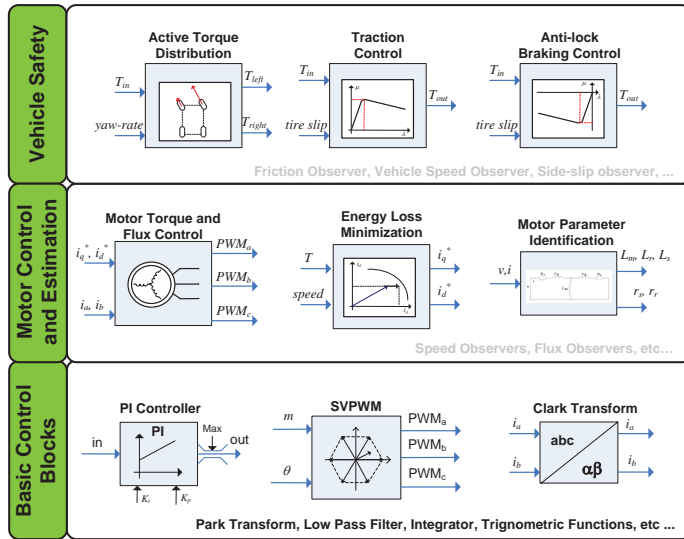 Vehicle Safety
Active Torque
Distribution
T_in
yaw-rate
T_left
T_right
Traction
Control
T_in
tire slip
μ
λ
T_out
Anti-lock
Braking Control
T_in
tire slip
μ
λ
T_out
Friction Observer, Vehicle Speed Observer, Side-slip observer, ...
Motor Control
and Estimation
Motor Torque and
Flux Control
i_q^*, i_d^*
i_a, i_b
PWM_a
PWM_b
PWM_c
Energy Loss
Minimization
T
speed
i_d
i_q^*
i_d^*
Motor Parameter
Identification
v,i
L_m, L_r, L_s
r_s, r_r
Speed Observers, Flux Observers, etc...
Basic Control
Blocks
PI Controller
in
PI
Max
out
K_i
K_p
SVPWM
m
θ
PWM_a
PWM_b
PWM_c
Clark Transform
i_a
i_b
abc
αβ
i_a
i_b
Park Transform, Low Pass Filter, Integrator, Trignometric Functions, etc ...